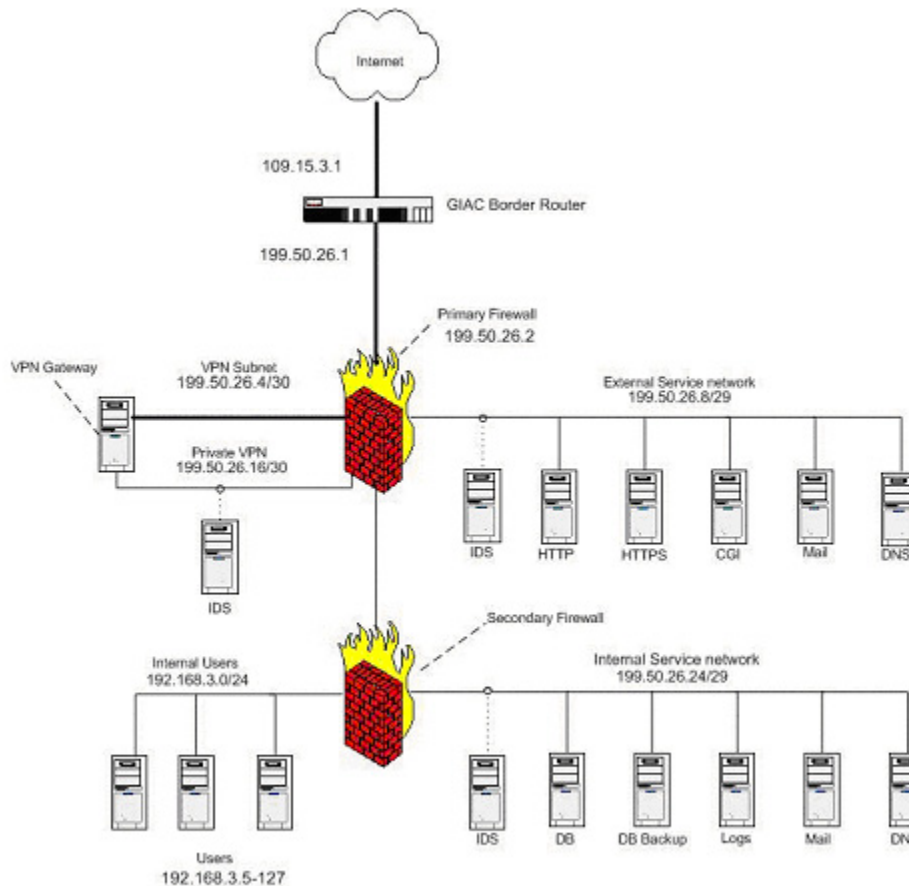 Internet
109.15.3.1
GIAC Border Router
199.50.26.1
Primary Firewall
199.50.26.2
VPN Gateway
VPN Subnet
199.50.26.4/30
External Service network
199.50.26.8/29
Private VPN
199.50.26.16/30
IDS
HTTP
HTTPS
CGI
Mail
DNS
IDS
Secondary Firewall
Internal Users
192.168.3.0/24
Internal Service network
199.50.26.24/29
IDS
DB
DB Backup
Logs
Mail
DN
Users
192.168.3.5-127